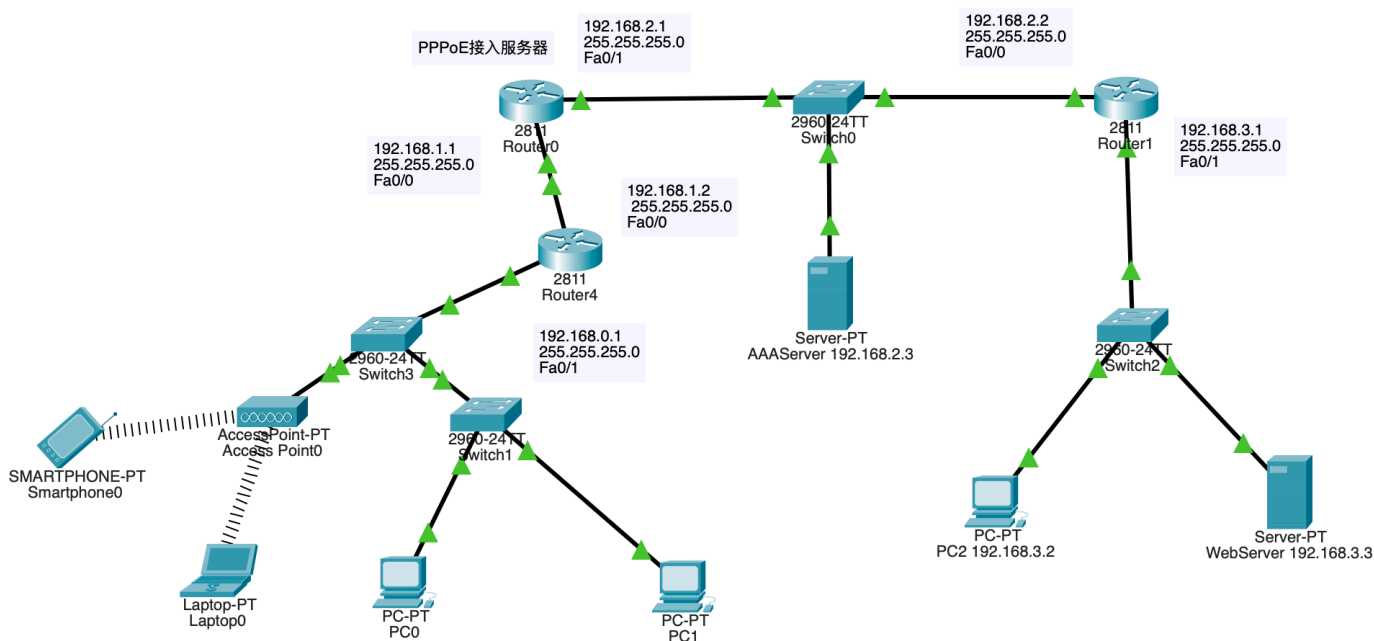 PPPoE接入服务器
192.168.2.1
255.255.255.0
Fa0/1
192.168.2.2
255.255.255.0
Fa0/0
2811
Router0
2960-24TT
Switch0
2811
Router1
192.168.3.1
255.255.255.0
Fa0/1
192.168.1.1
255.255.255.0
Fa0/0
192.168.1.2
255.255.255.0
Fa0/0
2811
Router4
192.168.0.1
255.255.255.0
Fa0/1
Server-PT
AAAServer 192.168.2.3
2960-24TT
Switch3
2960-24TT
Switch2
AccessPoint-PT
Access Point0
2960-24TT
Switch1
SMARTPHONE-PT
Smartphone0
PC-PT
PC2 192.168.3.2
Server-PT
WebServer 192.168.3.3
Laptop-PT
Laptop0
PC-PT
PC0
PC-PT
PC1